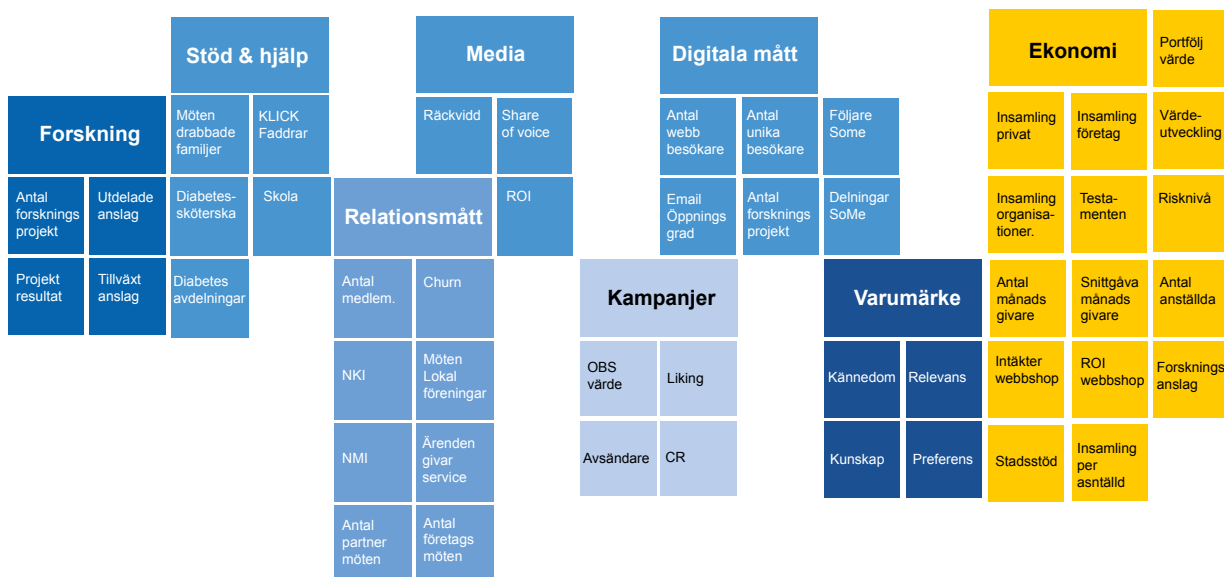 Forskning
Antal
forsknings
projekt
Utdelade
anslag
Projekt
resultat
Tillväxt
anslag
Stöd & hjälp
Möten
drabbade
familjer
KLICK
Faddrar
Diabetes-
sköterska
Skola
Diabetes
avdelningar
Relationsmått
Antal
medlem.
Churn
NKI
Möten
Lokal
föreningar
NMI
Ärenden
givar
service
Antal
partner
möten
Antal
företags
möten
Media
Räckvidd
Share
of voice
ROI
Kampanjer
OBS
värde
Liking
Avsändare
CR
Digitala mått
Antal
webb
besökare
Antal
unika
besökare
Följare
Some
Email
Öppnings
grad
Antal
forsknings
projekt
Delningar
SoMe
Varumärke
Kännedom
Relevans
Kunskap
Preferens
Ekonomi
Portfölj
värde
Insamling
privat
Insamling
företag
Värde-
utveckling
Insamling
organisa-
tioner.
Testa-
menten
Risknivå
Antal
månads
givare
Snittgåva
månads
givare
Antal
anställda
Intäkter
webbshop
ROI
webbshop
Forsknings
anslag
Stadsstöd
Insamling
per
asntälld